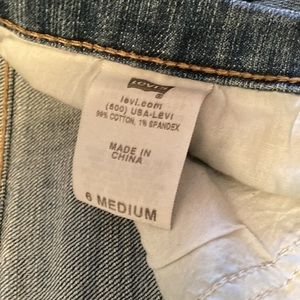 Levi's
levi.com
(800) USA-LEVI
99% COTTON, 1% SPANDEX
MADE IN
CHINA
6 MEDIUM